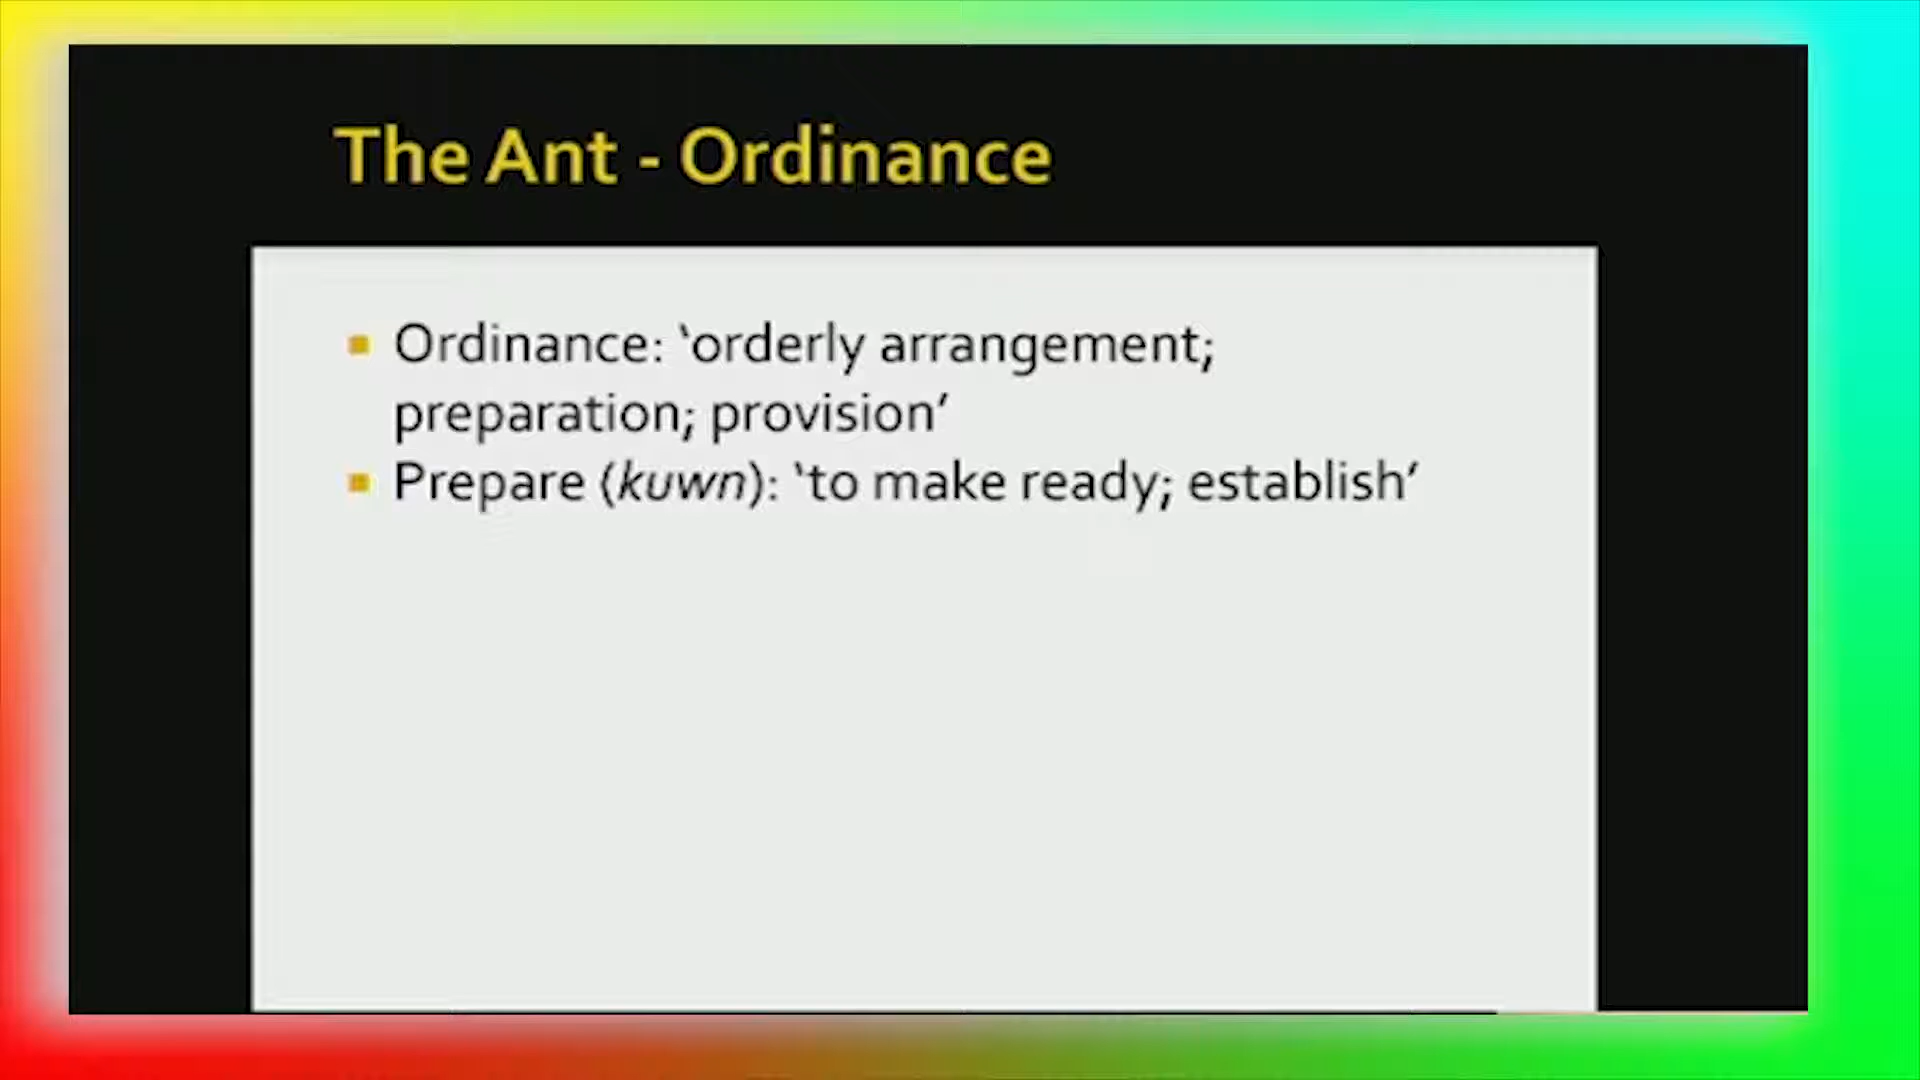 The Ant - Ordinance
Ordinance: ‘orderly arrangement;
preparation; provision’
Prepare (kuwn): ‘to make ready; establish’